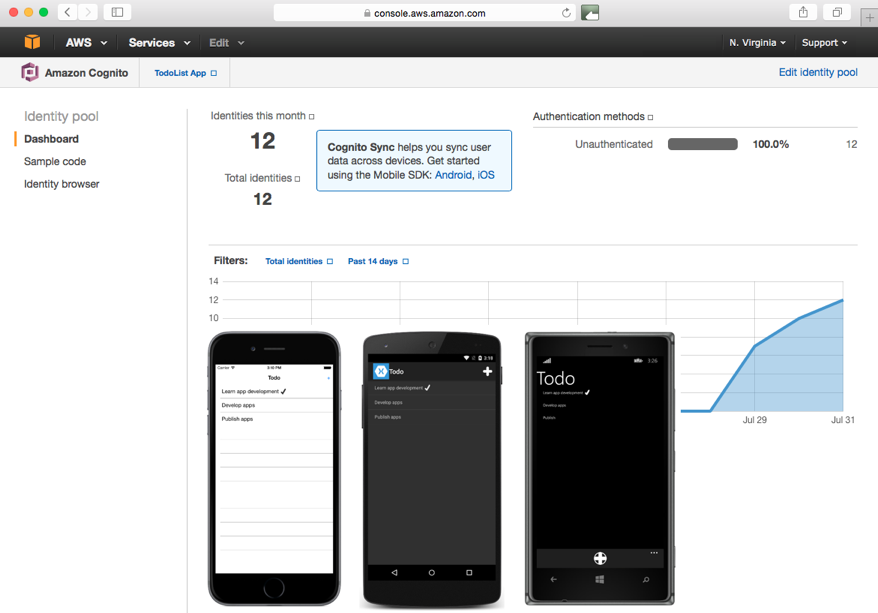 console.aws.amazon.com
AWS Services Edit N. Virginia Support
Amazon Cognito TodoList App Edit identity pool
Identity pool
Dashboard
Sample code
Identity browser
Identities this month
12
Total identities
12
Cognito Sync helps you sync user
data across devices. Get started
using the Mobile SDK: Android, iOS
Authentication methods
Unauthenticated 100.0% 12
Filters: Total identities Past 14 days
14
12
10
Jul 29 Jul 31
Carrier 3:16 PM
Todo
+
Learn app development
Develop apps
Publish apps
3:18
Todo
Learn app development
Develop apps
Publish apps
3:26
Todo
Learn app development
Develop apps
Publish